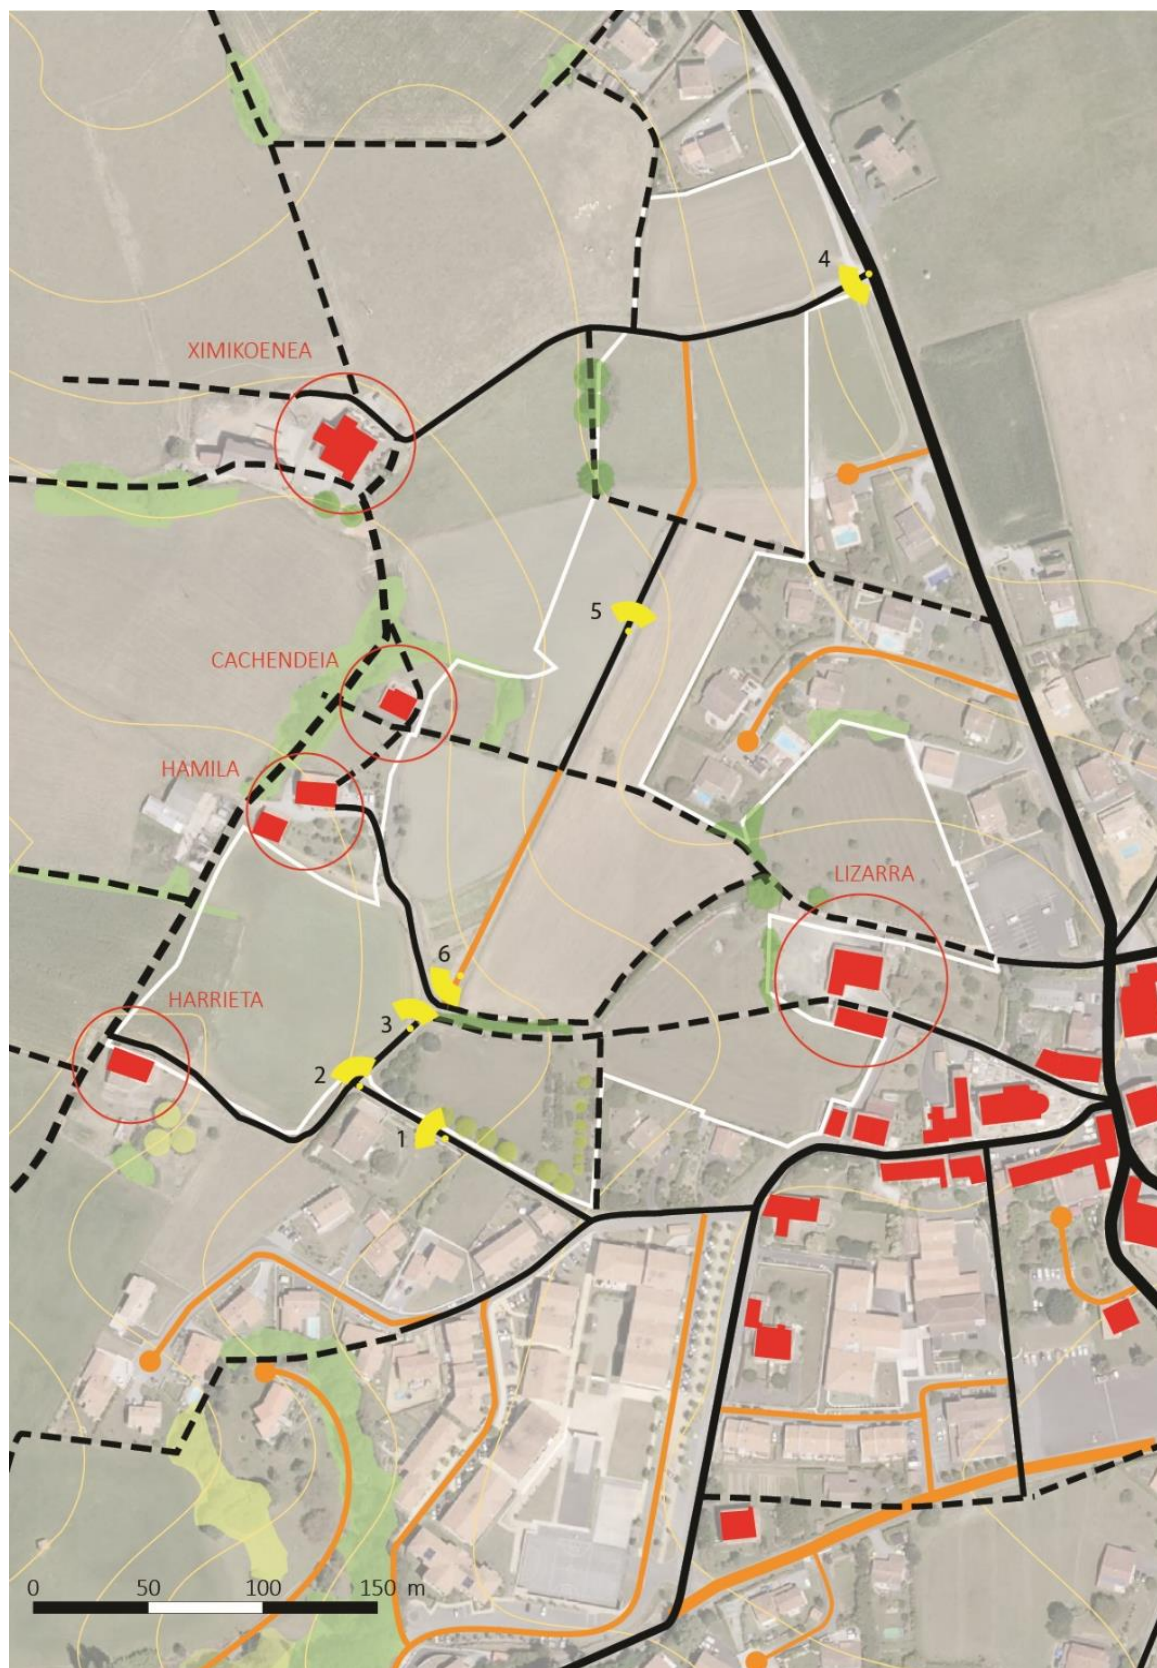 4
XIMIKOENEA
5
CACHENDEIA
HAMILA
LIZARRA
6
HARRIETA
3
2
1
0 50 100 150 m